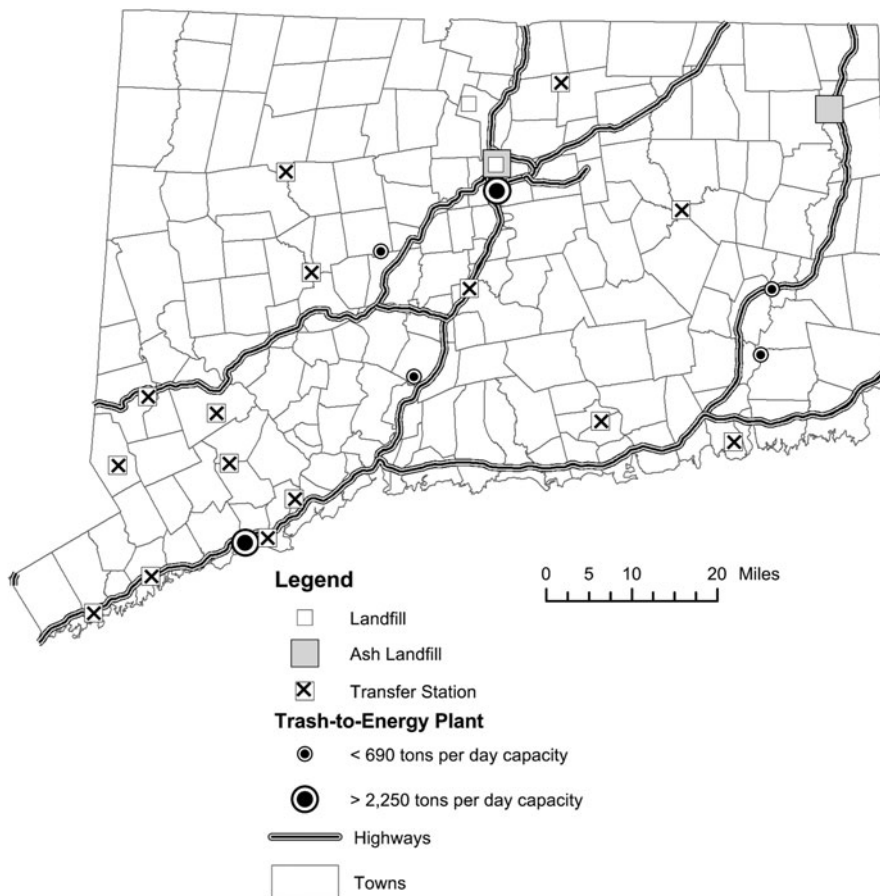 0 5 10 20 Miles
Legend
Landfill
Ash Landfill
Transfer Station
Trash-to-Energy Plant
< 690 tons per day capacity
> 2,250 tons per day capacity
Highways
Towns